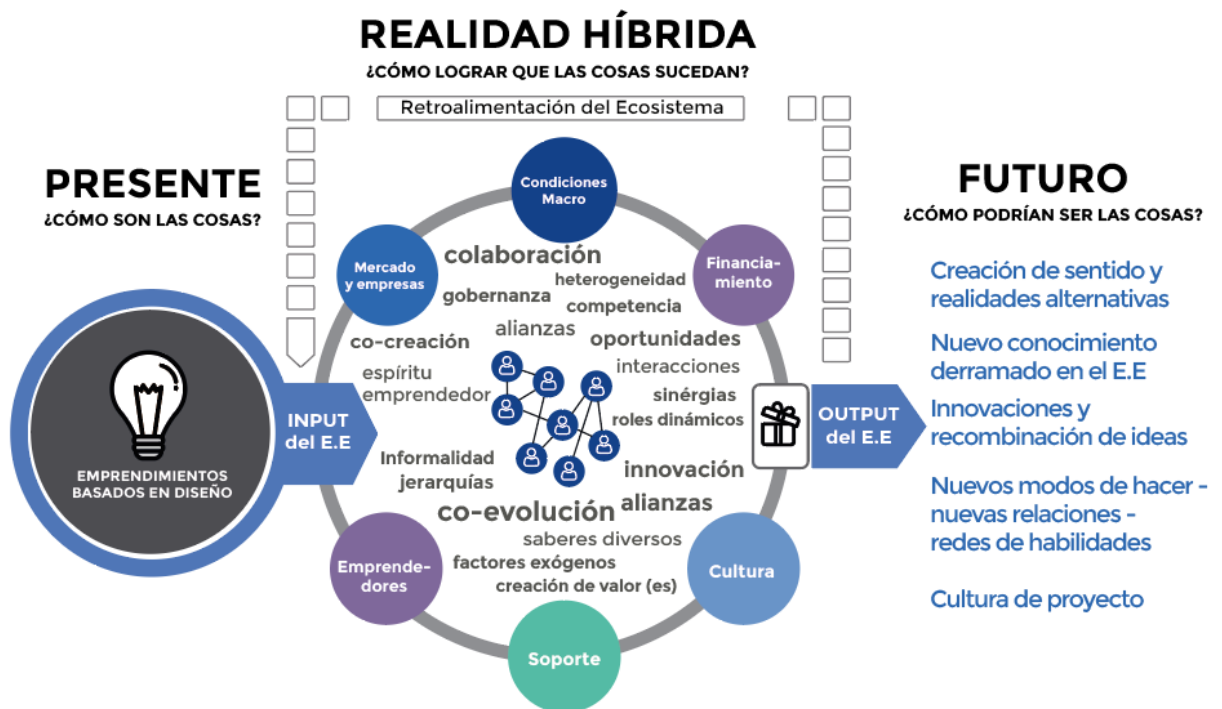 REALIDAD HÍBRIDA
¿CÓMO LOGRAR QUE LAS COSAS SUCEDAN?
Retroalimentación del Ecosistema
PRESENTE
¿CÓMO SON LAS COSAS?
EMPRENDIMIENTOS
BASADOS EN DISEÑO
INPUT
del E.E
Condiciones
Macro
Mercado
y empresas
Financia-
miento
colaboración
heterogeneidad
gobernanza
competencia
alianzas
oportunidades
co-creación
interacciones
espíritu
emprendedor
sinérgias
roles dinámicos
Informalidad
jerarquías
innovación
co-evolución
alianzas
saberes diversos
factores exógenos
creación de valor (es)
Emprende-
dores
Cultura
Soporte
OUTPUT
del E.E
FUTURO
¿CÓMO PODRÍAN SER LAS COSAS?
Creación de sentido y
realidades alternativas
Nuevo conocimiento
derramado en el E.E
Innovaciones y
recombinación de ideas
Nuevos modos de hacer -
nuevas relaciones -
redes de habilidades
Cultura de proyecto